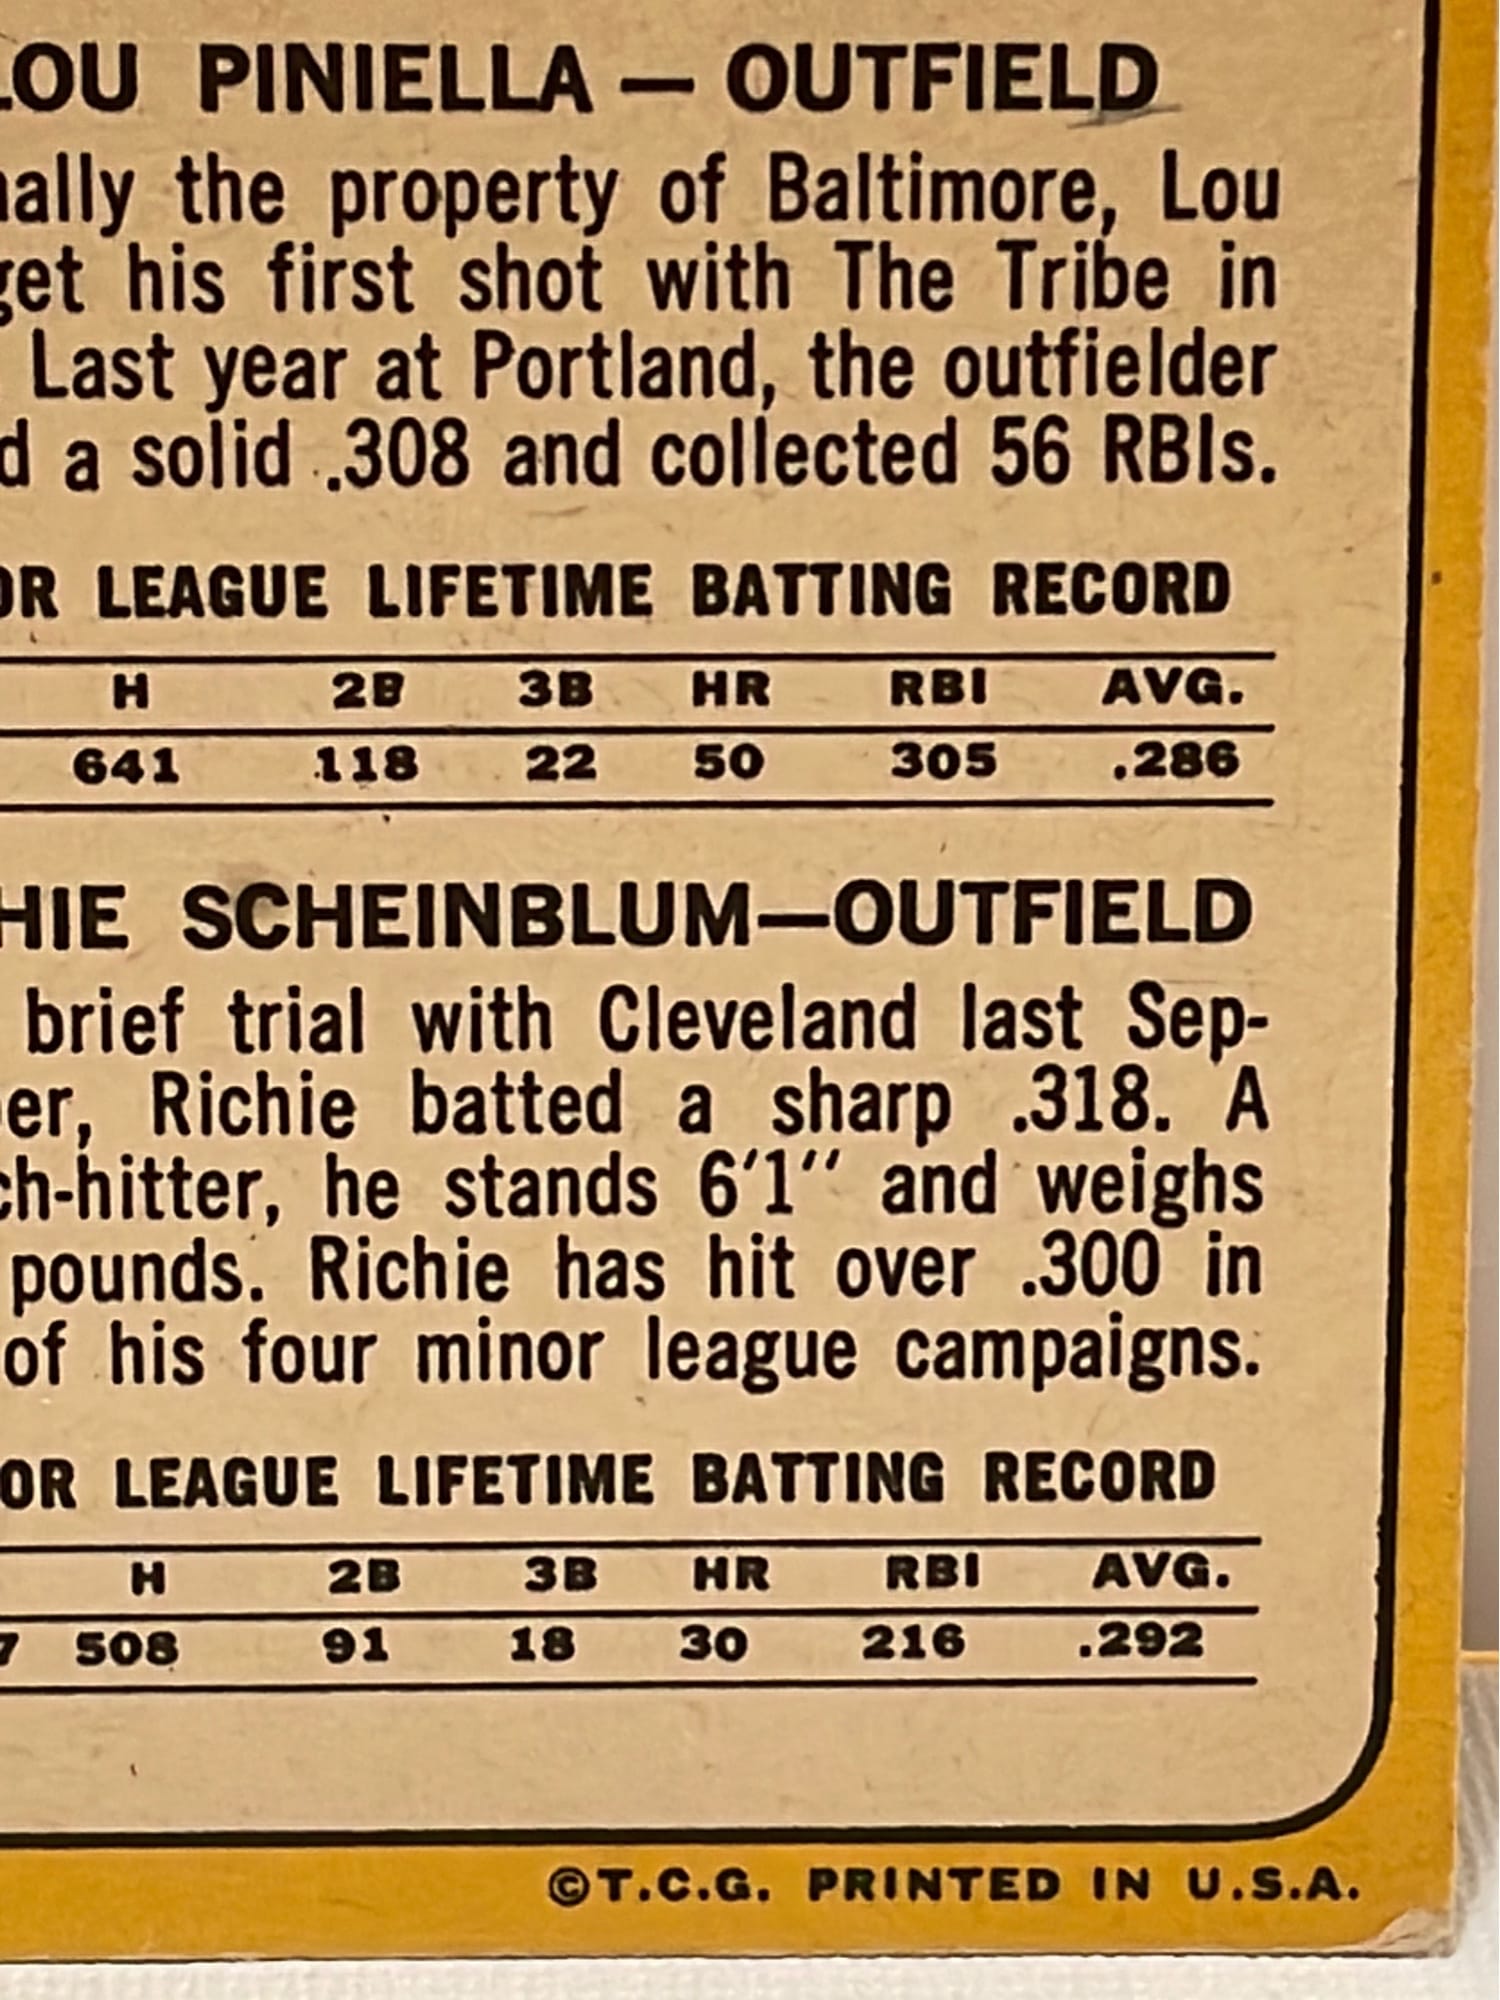 LOU PINIELLA — OUTFIELD
ally the property of Baltimore, Lou
get his first shot with The Tribe in
Last year at Portland, the outfielder
d a solid .308 and collected 56 RBIs.
OR LEAGUE LIFETIME BATTING RECORD
H 2B 3B HR RBI AVG.
641 118 22 50 305 .286
HIE SCHEINBLUM—OUTFIELD
brief trial with Cleveland last Sep-
er, Richie batted a sharp .318. A
ch-hitter, he stands 6'1" and weighs
pounds. Richie has hit over .300 in
of his four minor league campaigns.
OR LEAGUE LIFETIME BATTING RECORD
H 2B 3B HR RBI AVG.
7 508 91 18 30 216 .292
©T.C.G. PRINTED IN U.S.A.